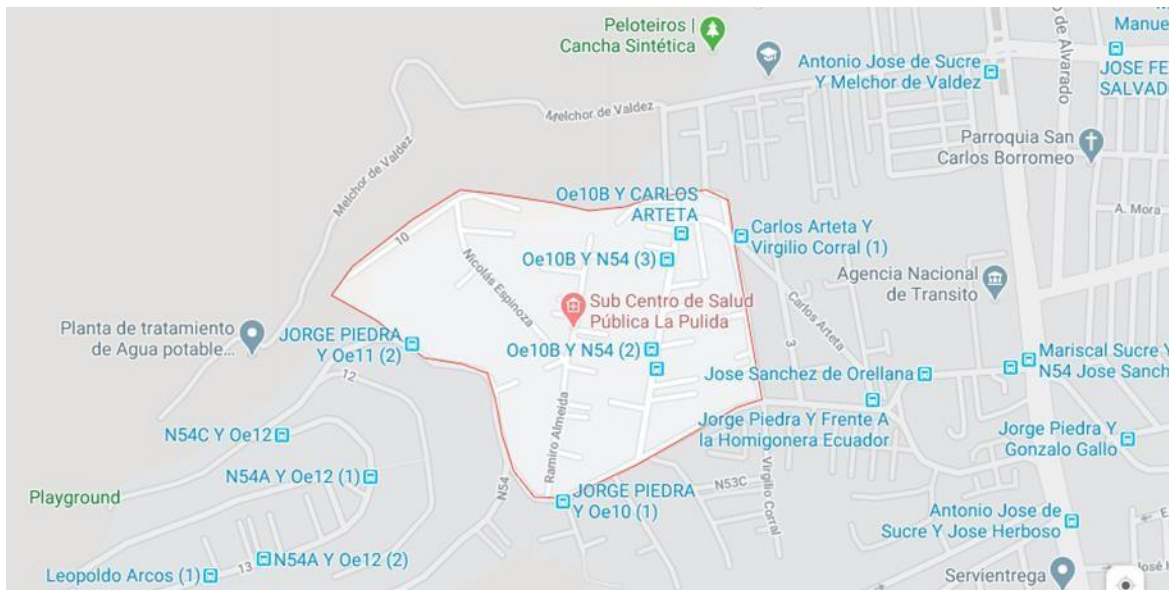 Peloteiros |
Cancha Sintética
Manue
Antonio Jose de Sucre
Y Melchor de Valdez
JOSE FE
SALVAD
o de Alvarado
Melchor de Valdez
Melchor de Valdez
Parroquia San
Carlos Borromeo
Oe10B Y CARLOS
ARTETA
A. Mora
Carlos Arteta Y
Virgilio Corral (1)
10
Nicolás Espinoza
Oe10B Y N54 (3)
Agencia Nacional
de Transito
Sub Centro de Salud
Pública La Pulida
Carlos Arteta
Planta de tratamiento
de Agua potable...
JORGE PIEDRA
Y Oe11 (2)
Oe10B Y N54 (2)
3
Mariscal Sucre Y
N54 Jose Sanch
Jose Sanchez de Orellana
12
Jorge Piedra Y Frente A
la Homigonera Ecuador
Ramiro Almeida
N54C Y Oe12
Jorge Piedra Y
Gonzalo Gallo
N54A Y Oe12 (1)
N54
N53C
Virgilio Corral
Playground
JORGE PIEDRA
Y Oe10 (1)
Antonio Jose de
Sucre Y Jose Herboso
E
N54A Y Oe12 (2)
13
Leopoldo Arcos (1)
Servientrega
José H